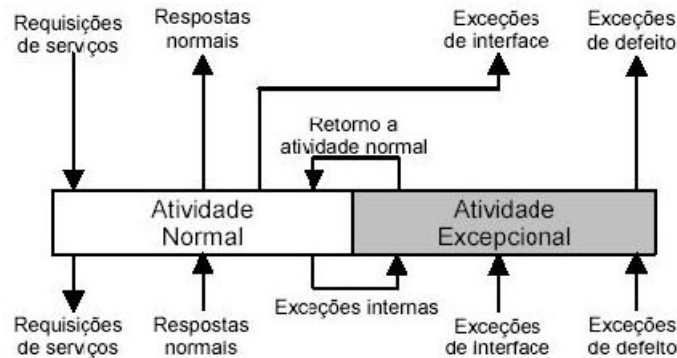 Requisições
de serviços
Respostas
normais
Exceções
de interface
Exceções
de defeito
Retorno a
atividade normal
Atividade
Normal
Atividade
Excepcional
Exceções internas
Requisições
de serviços
Respostas
normais
Exceções
de Interface
Exceções
de defeito